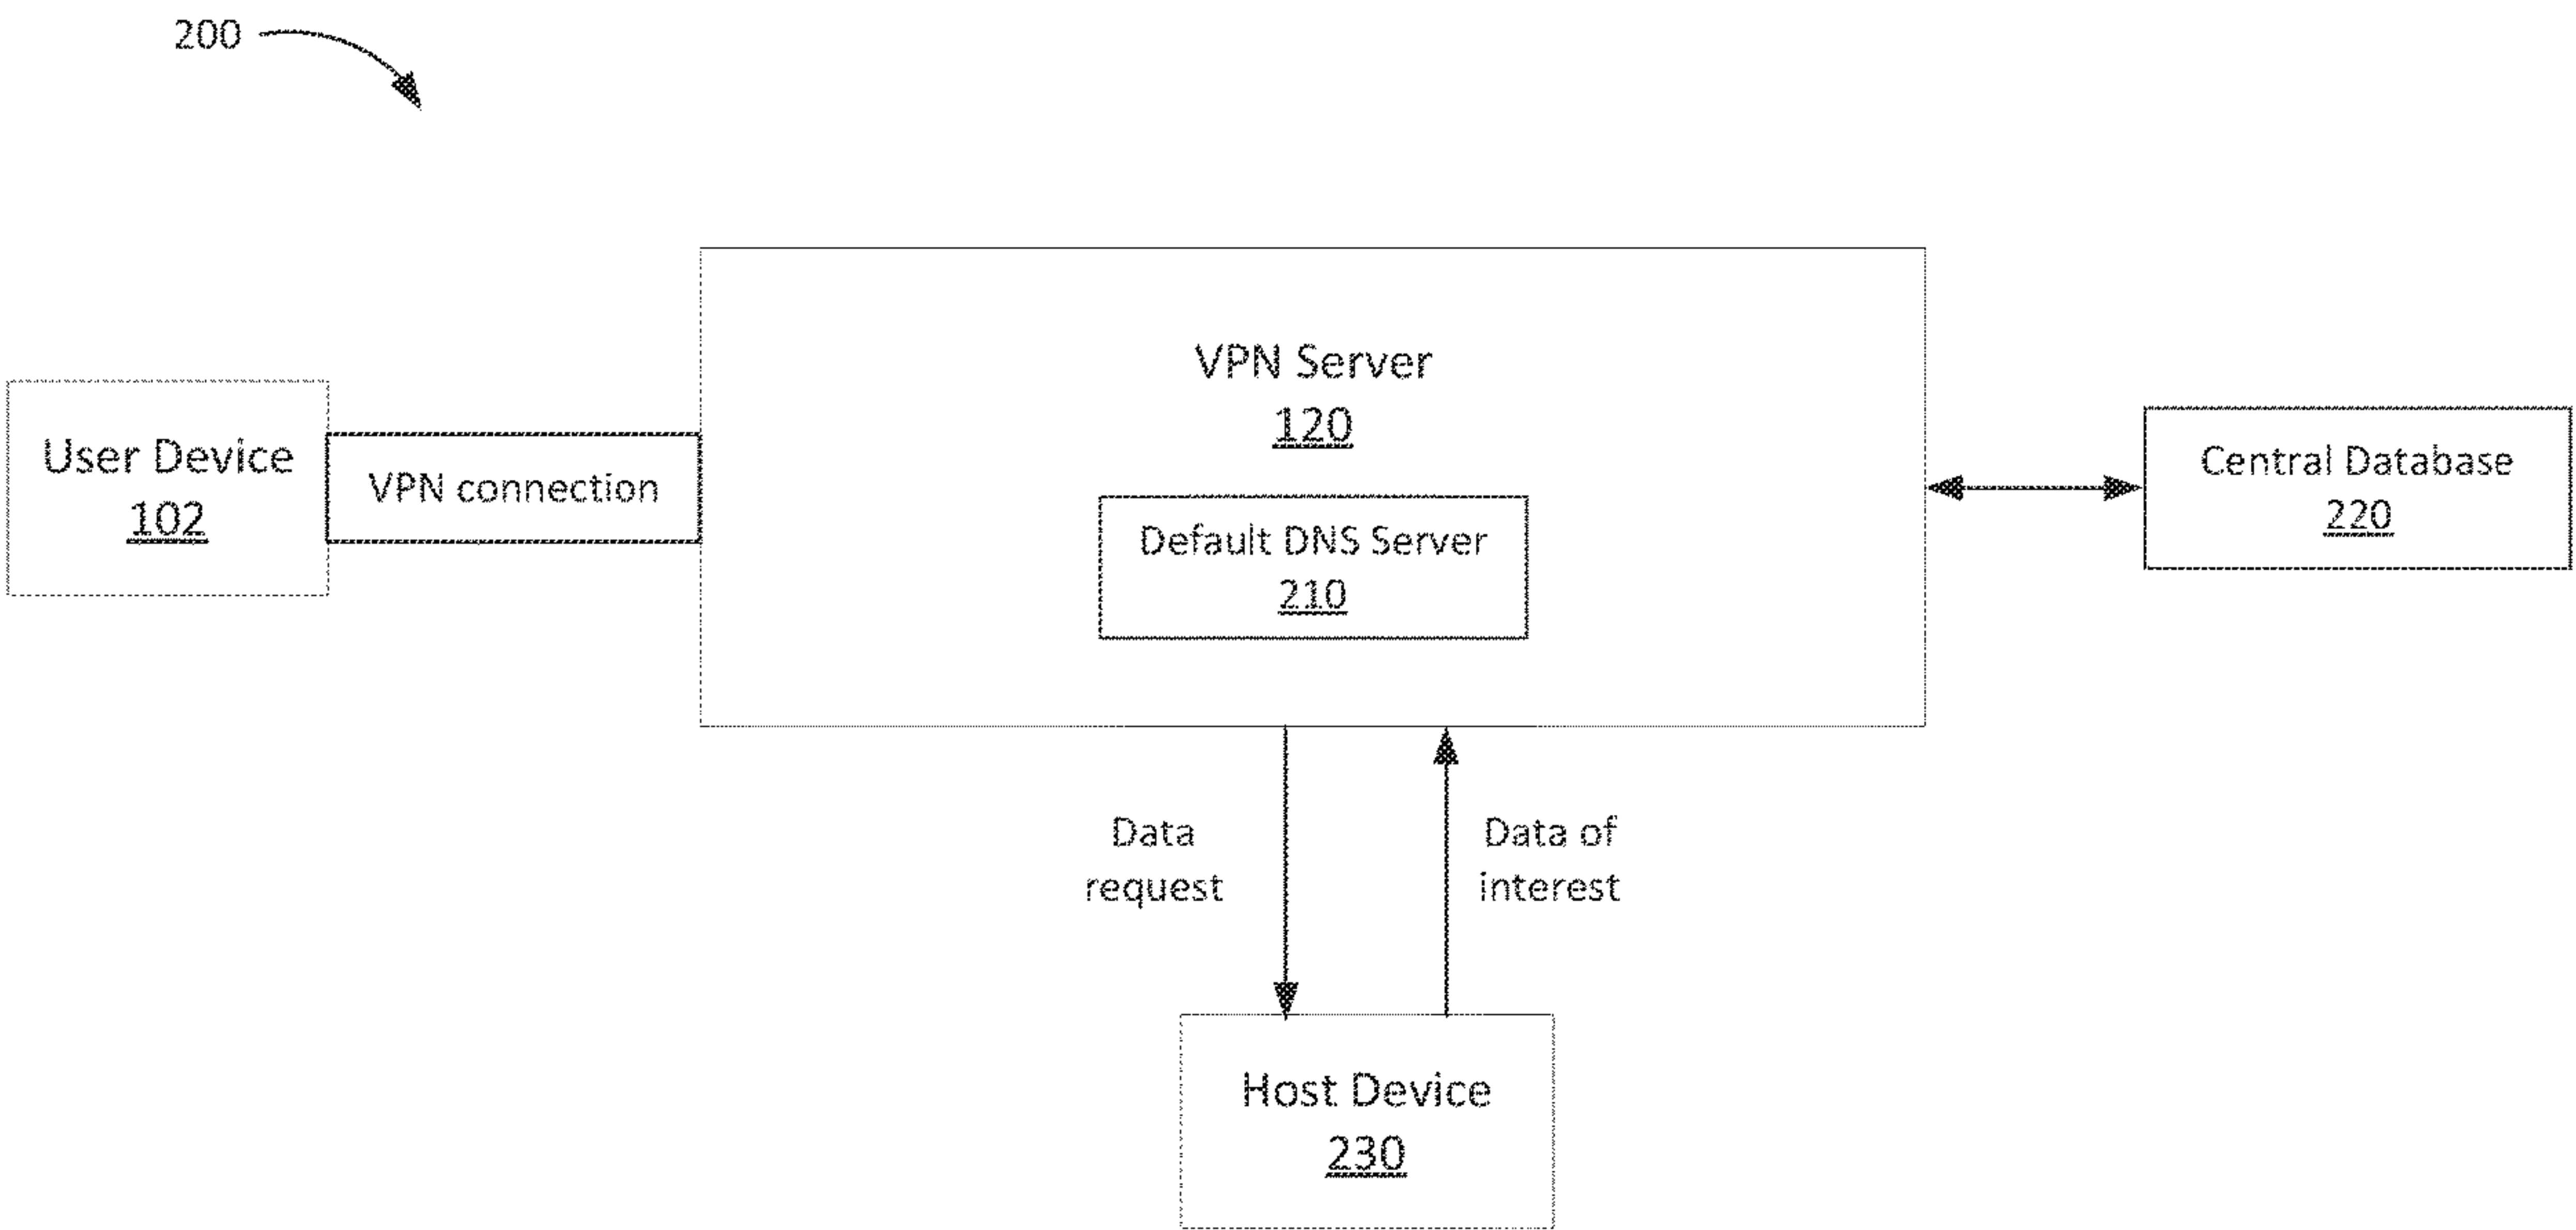 200
VPN Server
120
User Device
102
VPN connection
Default DNS Server
210
Central Database
220
Data
request
Data of
interest
Host Device
230